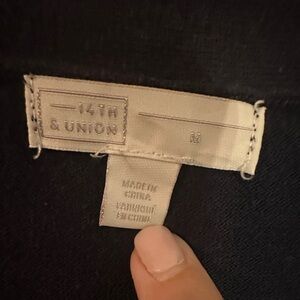 14TH
& UNION
M
MADE IN
CHINA
FABRIQUÉ
EN CHINE